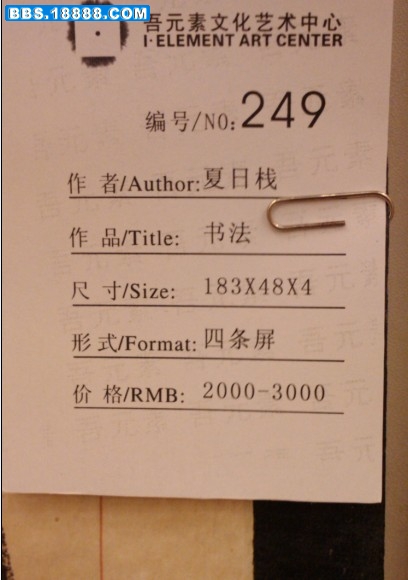 BBS.18888.COM
吾元素文化艺术中心
I·ELEMENT ART CENTER
编号/NO:249
作 者/Author:夏日栈
作 品/Title: 书法
尺 寸/Size: 183X48X4
形 式/Format:四条屏
价 格/RMB: 2000-3000